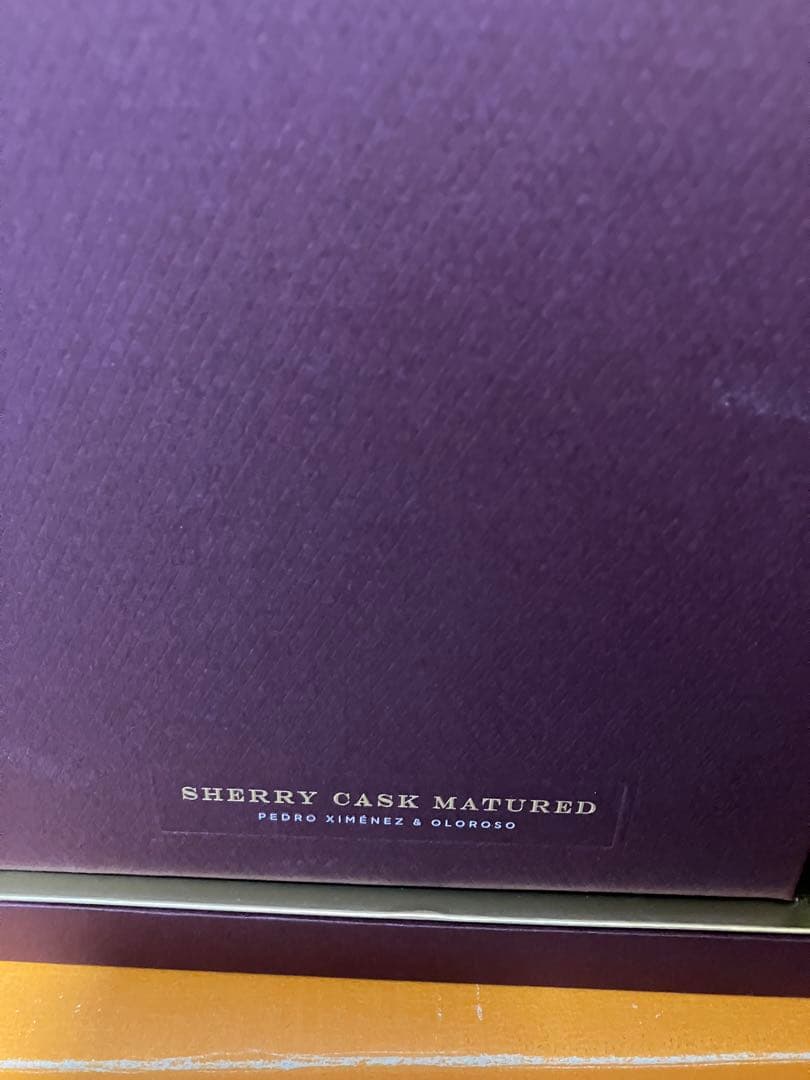 SHERRY CASK MATURED
PEDRO XIMÉNEZ & OLOROSO